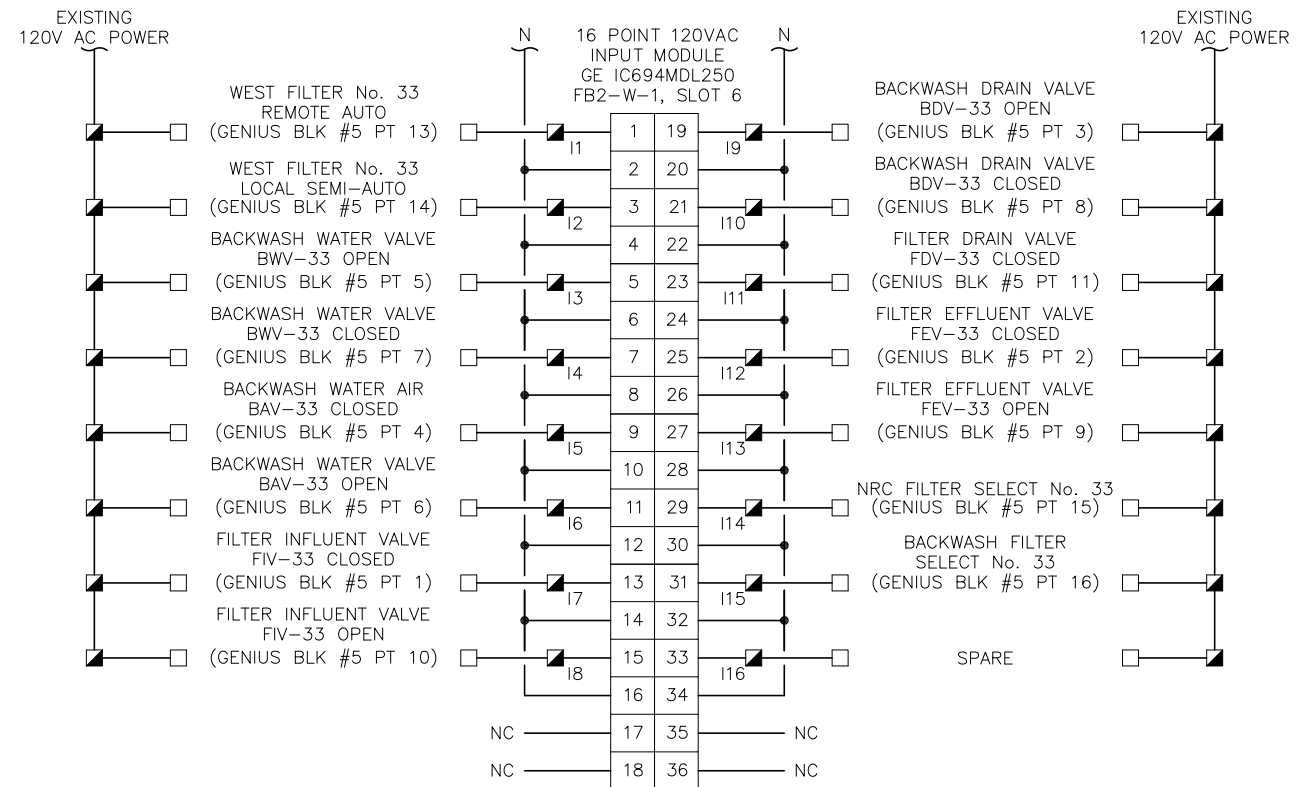 EXISTING
120V AC POWER
N
16 POINT 120VAC
INPUT MODULE
GE IC694MDL250
FB2-W-1, SLOT 6
N
EXISTING
120V AC POWER
WEST FILTER No. 33
REMOTE AUTO
(GENIUS BLK #5 PT 13)
I1
1 19
I9
BACKWASH DRAIN VALVE
BDV-33 OPEN
(GENIUS BLK #5 PT 3)
2 20
WEST FILTER No. 33
LOCAL SEMI-AUTO
(GENIUS BLK #5 PT 14)
I2
3 21
I10
BACKWASH DRAIN VALVE
BDV-33 CLOSED
(GENIUS BLK #5 PT 8)
4 22
BACKWASH WATER VALVE
BWV-33 OPEN
(GENIUS BLK #5 PT 5)
I3
5 23
I11
FILTER DRAIN VALVE
FDV-33 CLOSED
(GENIUS BLK #5 PT 11)
6 24
BACKWASH WATER VALVE
BWV-33 CLOSED
(GENIUS BLK #5 PT 7)
I4
7 25
I12
FILTER EFFLUENT VALVE
FEV-33 CLOSED
(GENIUS BLK #5 PT 2)
8 26
BACKWASH WATER AIR
BAV-33 CLOSED
(GENIUS BLK #5 PT 4)
I5
9 27
I13
FILTER EFFLUENT VALVE
FEV-33 OPEN
(GENIUS BLK #5 PT 9)
10 28
BACKWASH WATER VALVE
BAV-33 OPEN
(GENIUS BLK #5 PT 6)
I6
11 29
I14
NRC FILTER SELECT No. 33
(GENIUS BLK #5 PT 15)
12 30
FILTER INFLUENT VALVE
FIV-33 CLOSED
(GENIUS BLK #5 PT 1)
I7
13 31
I15
BACKWASH FILTER
SELECT No. 33
(GENIUS BLK #5 PT 16)
14 32
FILTER INFLUENT VALVE
FIV-33 OPEN
(GENIUS BLK #5 PT 10)
I8
15 33
I16
SPARE
16 34
NC 17 35 NC
NC 18 36 NC